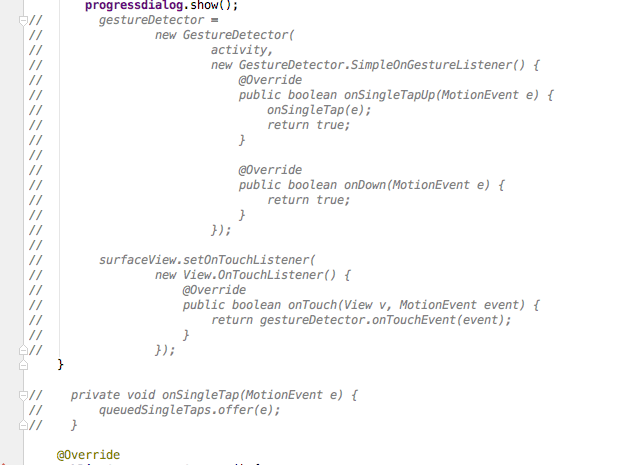 progressdialog.show();
//        gestureDetector =
//                new GestureDetector(
//                        activity,
//                        new GestureDetector.SimpleOnGestureListener() {
//                            @Override
//                            public boolean onSingleTapUp(MotionEvent e) {
//                                onSingleTap(e);
//                                return true;
//                            }
//
//                            @Override
//                            public boolean onDown(MotionEvent e) {
//                                return true;
//                            }
//                        });
//
//        surfaceView.setOnTouchListener(
//                new View.OnTouchListener() {
//                    @Override
//                    public boolean onTouch(View v, MotionEvent event) {
//                        return gestureDetector.onTouchEvent(event);
//                    }
//                });
    }
//    private void onSingleTap(MotionEvent e) {
//        queuedSingleTaps.offer(e);
//    }
    @Override